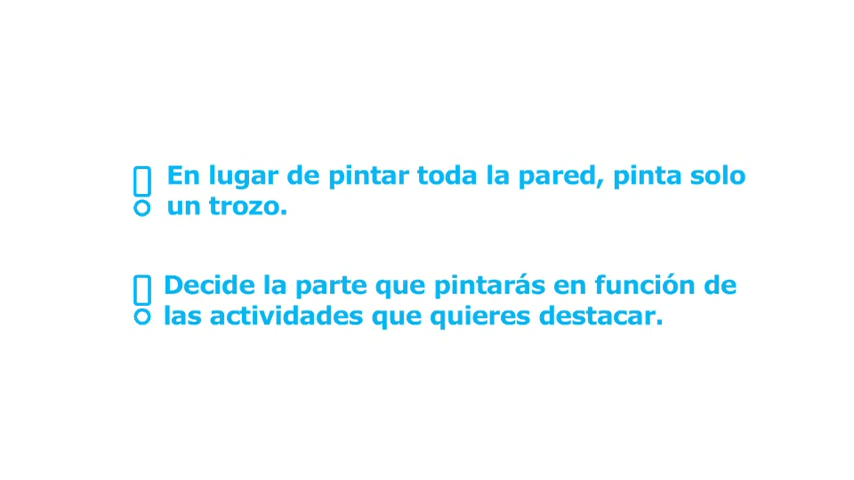 En lugar de pintar toda la pared, pinta solo
un trozo.
Decide la parte que pintarás en función de
las actividades que quieres destacar.